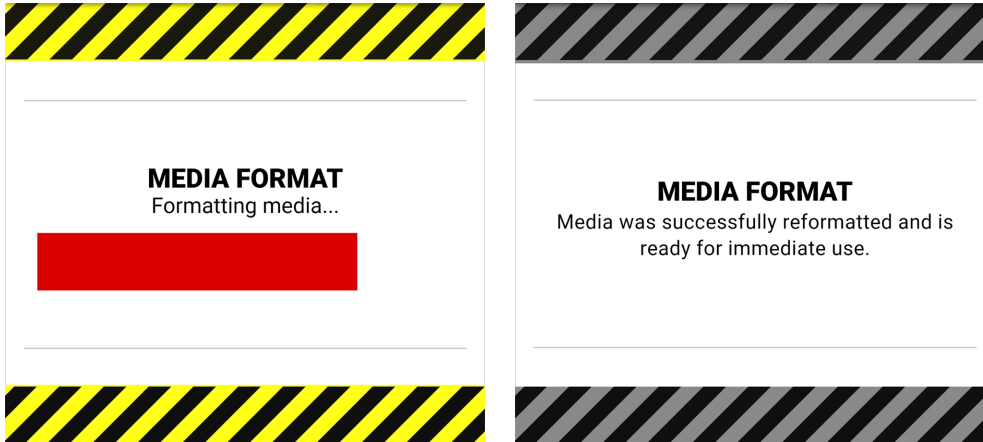 MEDIA FORMAT
Formatting media...
MEDIA FORMAT
Media was successfully reformatted and is
ready for immediate use.